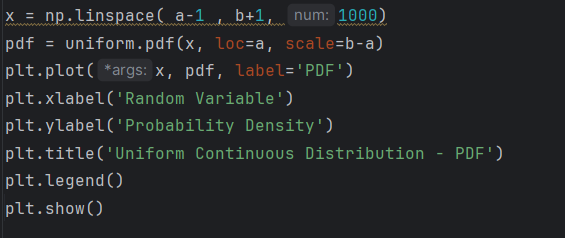 x = np.linspace( a-1 , b+1, num: 1000)
pdf = uniform.pdf(x, loc=a, scale=b-a)
plt.plot( *args: x, pdf, label='PDF')
plt.xlabel('Random Variable')
plt.ylabel('Probability Density')
plt.title('Uniform Continuous Distribution - PDF')
plt.legend()
plt.show()